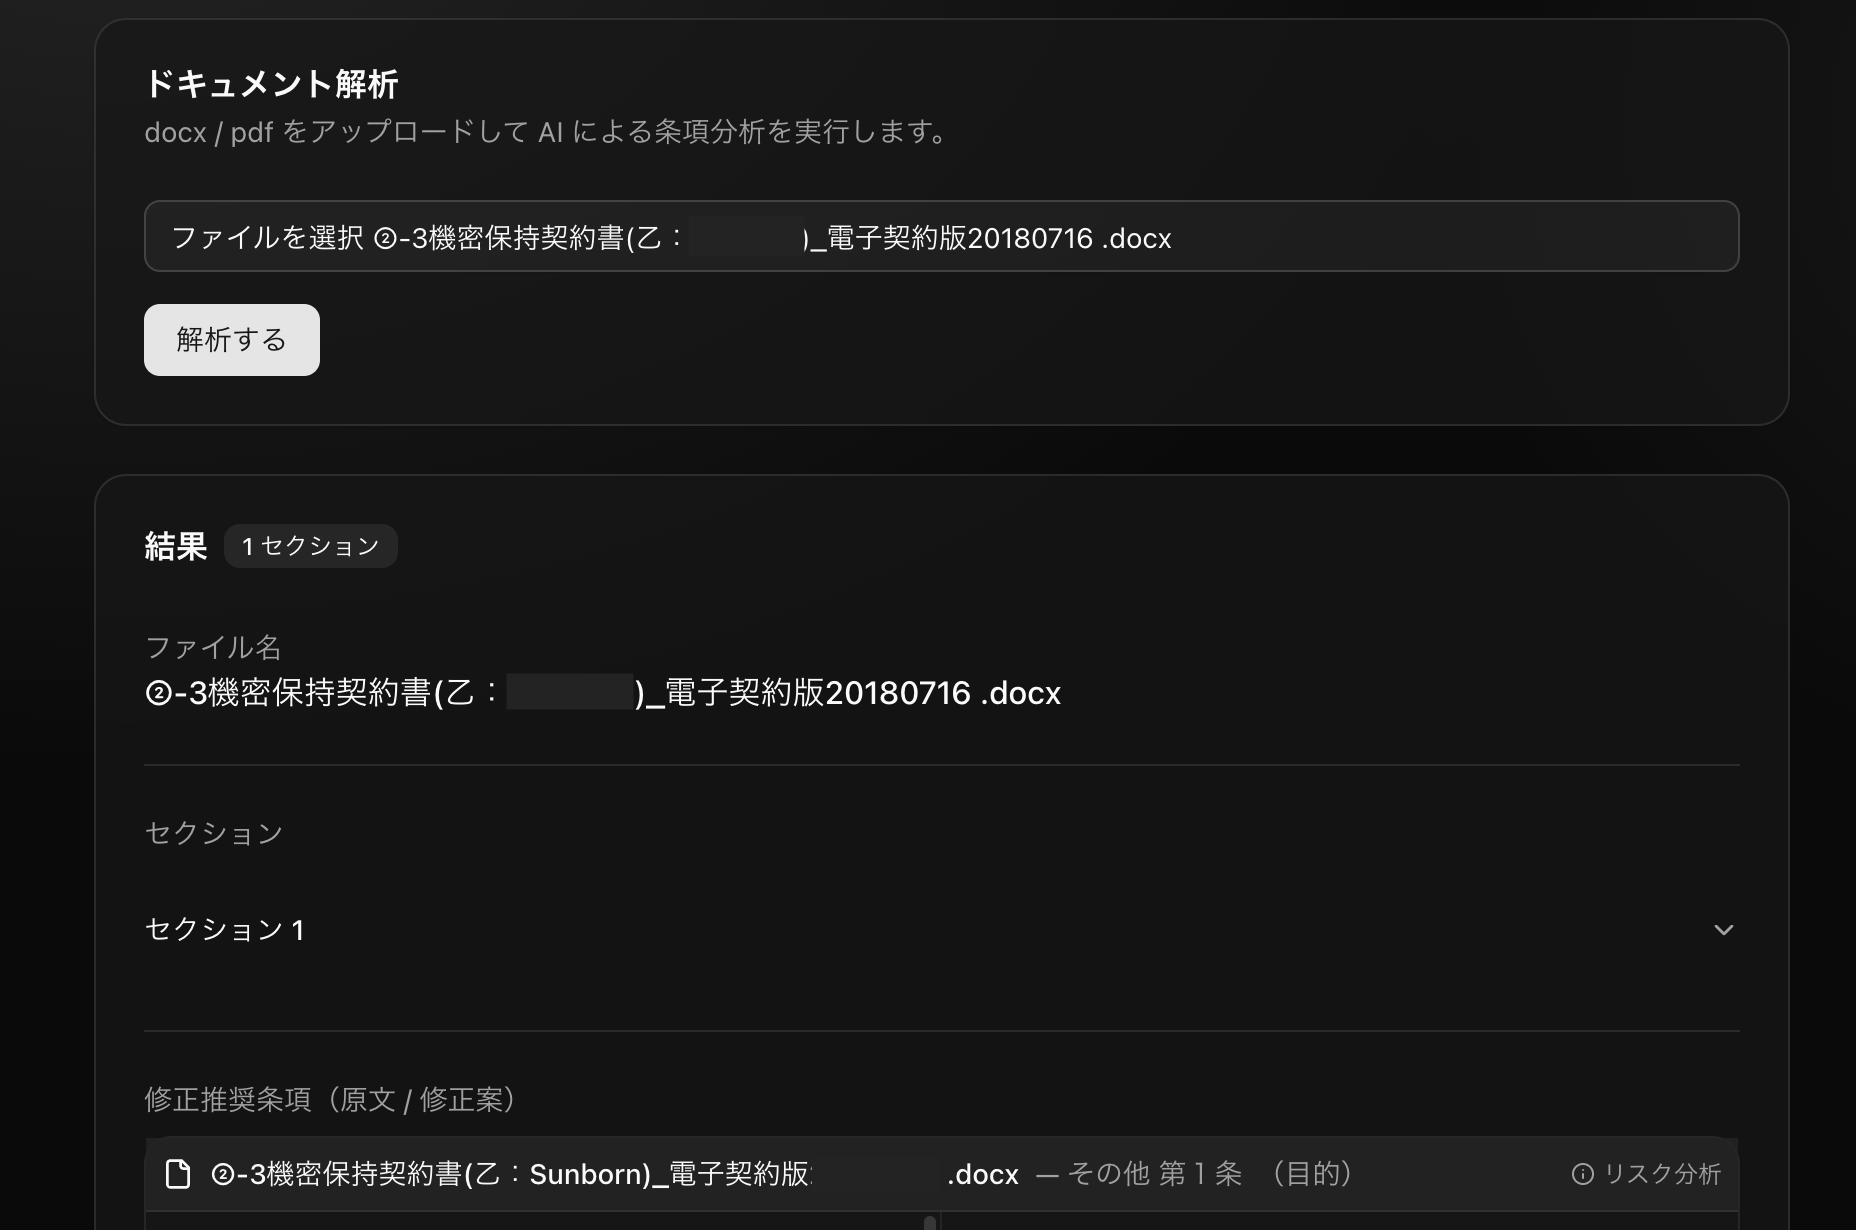 ドキュメント解析
docx / pdf をアップロードして AI による条項分析を実行します。
ファイルを選択 ②-3機密保持契約書(乙： )_電子契約版20180716 .docx
解析する
結果 1 セクション
ファイル名
②-3機密保持契約書(乙： )_電子契約版20180716 .docx
セクション
セクション 1
修正推奨条項（原文 / 修正案）
②-3機密保持契約書(乙：Sunborn)_電子契約版 .docx — その他 第 1 条 （目的） リスク分析